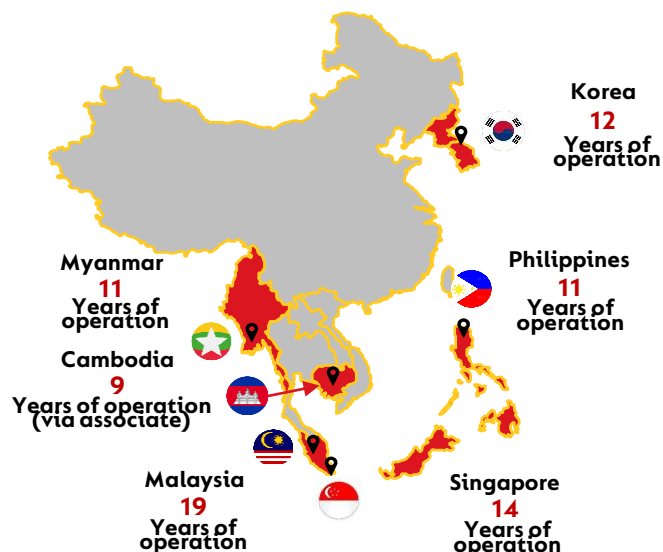 Korea
12
Years of
operation
Myanmar
11
Years of
operation
Philippines
11
Years of
operation
Cambodia
9
Years of operation
(via associate)
Malaysia
19
Years of
operation
Singapore
14
Years of
operation